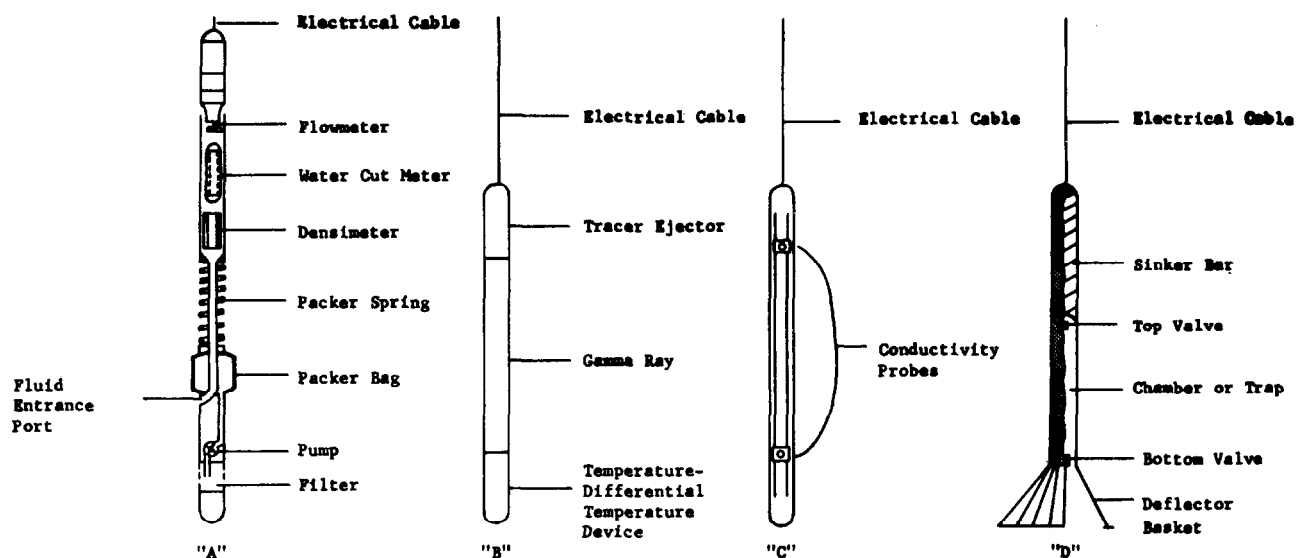 Electrical Cable
Flowmeter
Water Cut Meter
Densimeter
Packer Spring
Packer Bag
Fluid
Entrance
Port
Pump
Filter
"A"
Electrical Cable
Tracer Ejector
Gamma Ray
Temperature-
Differential
Temperature
Device
"B"
Electrical Cable
Conductivity
Probes
"C"
Electrical Cable
Sinker Bar
Top Valve
Chamber or Trap
Bottom Valve
Deflector
Basket
"D"